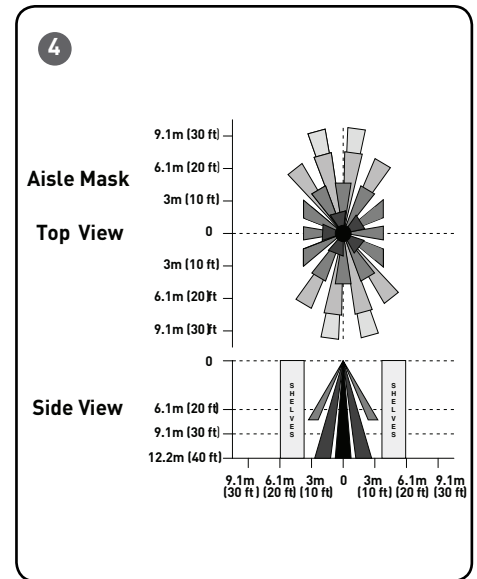 4
9.1m (30 ft)
6.1m (20 ft)
Aisle Mask
3m (10 ft)
Top View
0
3m (10 ft)
6.1m (20)ft
9.1m (30)ft
0
SHELVES
SHELVES
Side View
6.1m (20 ft)
9.1m (30 ft)
12.2m (40 ft)
9.1m 6.1m 3m 0 3m 6.1m 9.1m
(30 ft) (20 ft) (10 ft) (10 ft) (20 ft) (30 ft)